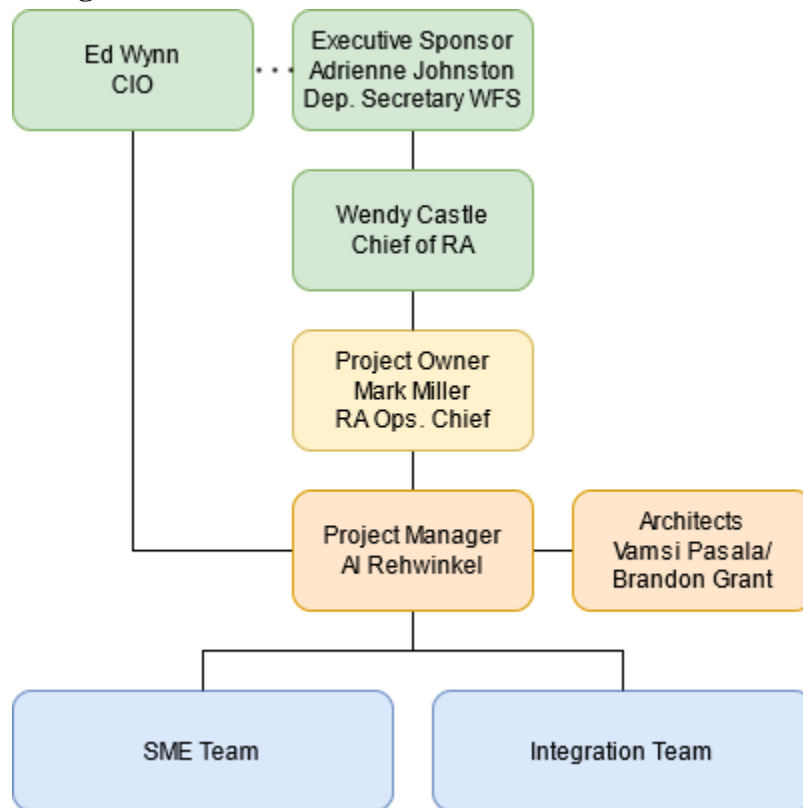 Ed Wynn
CIO
Executive Sponsor
Adrienne Johnston
Dep. Secretary WFS
Wendy Castle
Chief of RA
Project Owner
Mark Miller
RA Ops. Chief
Project Manager
Al Rehwinkel
Architects
Vamsi Pasala/
Brandon Grant
SME Team
Integration Team